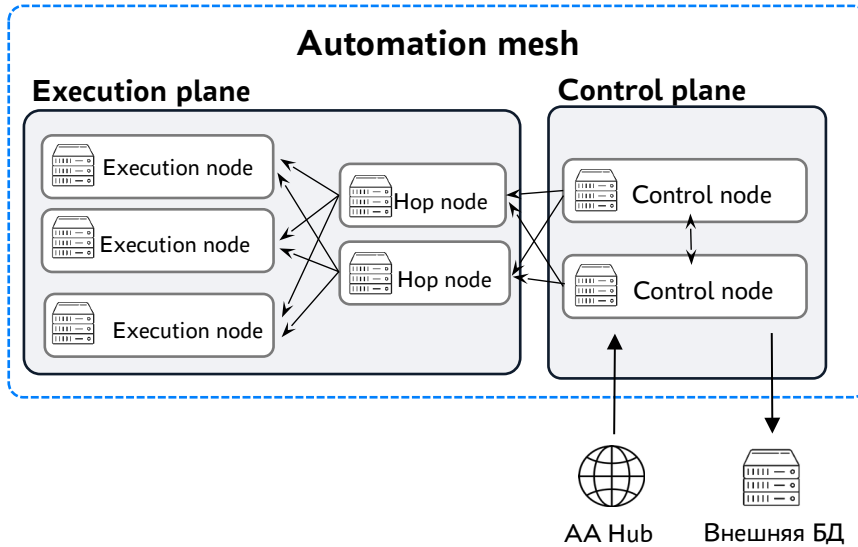 Automation mesh
Execution plane
Control plane
Execution node
Execution node
Execution node
Hop node
Hop node
Control node
Control node
AA Hub
Внешняя БД